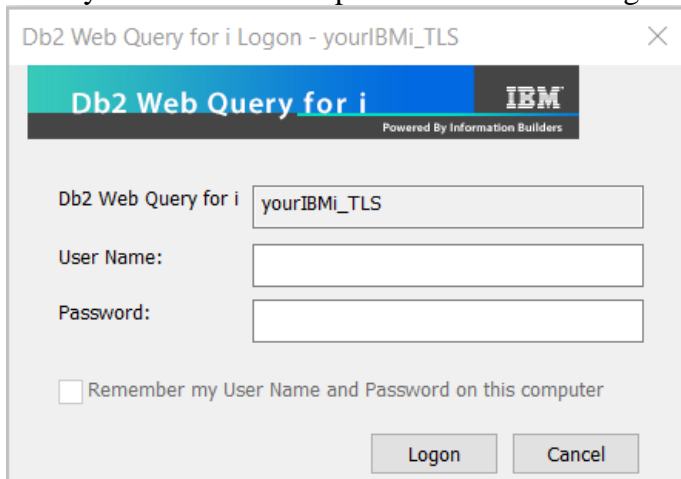 Db2 Web Query for i Logon - yourIBMi_TLS
Db2 Web Query for i IBM
Powered By Information Builders
Db2 Web Query for i yourIBMi_TLS
User Name:
Password:
Remember my User Name and Password on this computer
Logon Cancel